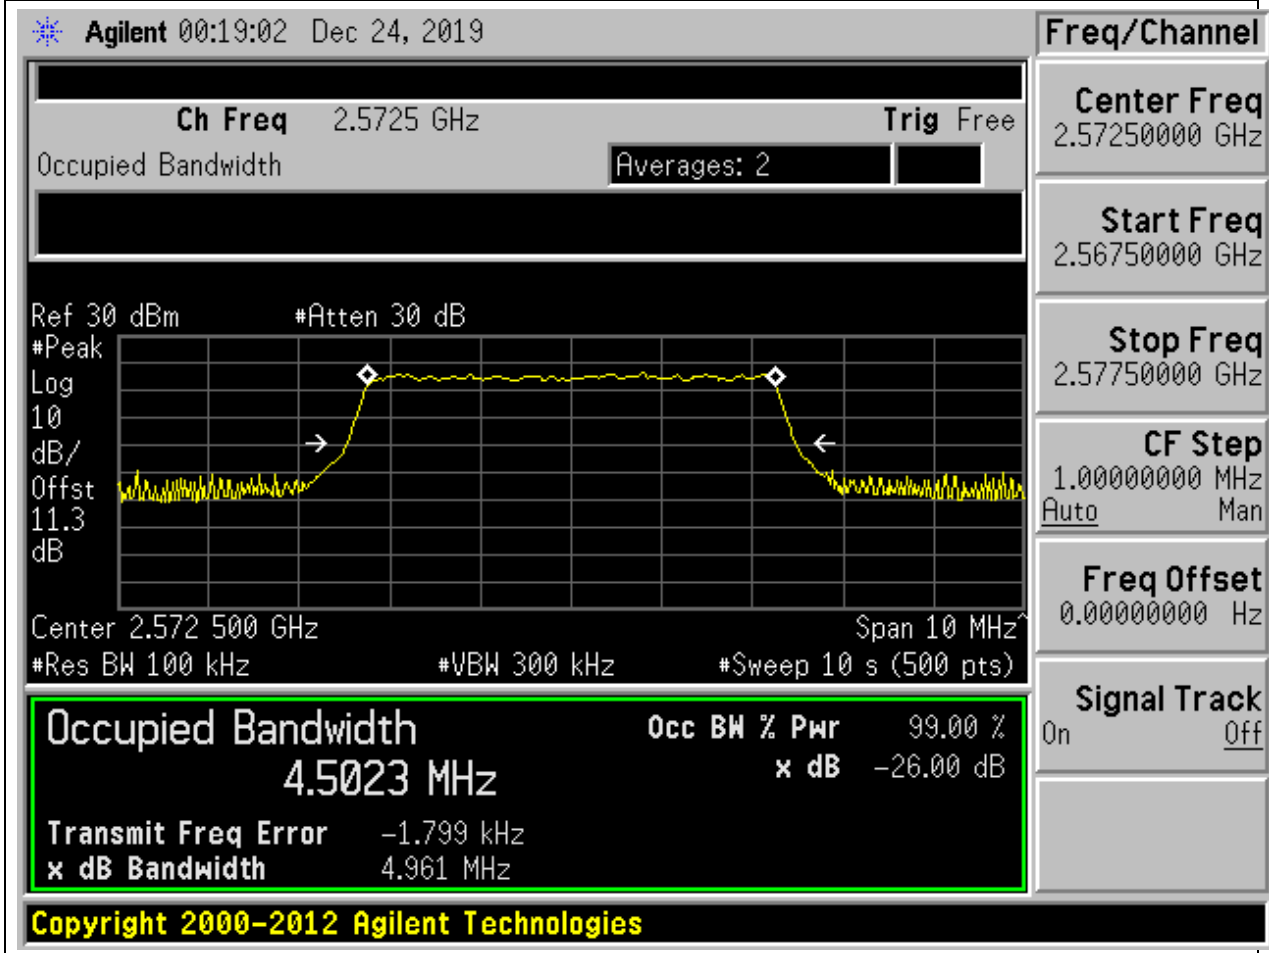 Agilent 00:19:02 Dec 24, 2019
Freq/Channel
Ch Freq 2.5725 GHz Trig Free
Occupied Bandwidth Averages: 2
Center Freq
2.57250000 GHz
Start Freq
2.56750000 GHz
Stop Freq
2.57750000 GHz
CF Step
1.00000000 MHz
Auto Man
Freq Offset
0.00000000 Hz
Signal Track
On Off
Ref 30 dBm #Atten 30 dB
#Peak
Log
10
dB/
Offst
11.3
dB
Center 2.572 500 GHz Span 10 MHz^
#Res BW 100 kHz #VBW 300 kHz #Sweep 10 s (500 pts)
Occupied Bandwidth Occ BW % Pwr 99.00 %
4.5023 MHz x dB -26.00 dB
Transmit Freq Error -1.799 kHz
x dB Bandwidth 4.961 MHz
Copyright 2000-2012 Agilent Technologies